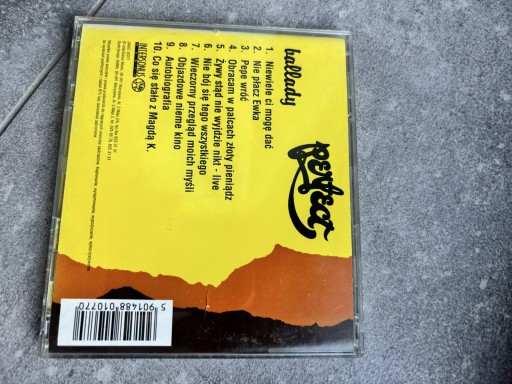 perfect
ballady
1. Niewiele ci mogę dać
2. Nie płacz Ewka
3. Pepe wróć
4. Obracam w palcach złoty pieniądz
5. Żywy stąd nie wyjdzie nikt - live
6. Nie bój się tego wszystkiego
7. Wieczorny przegląd moich myśli
8. Objazdowe nieme kino
9. Autobiografia
10. Co się stało z Magdą K.
INTERSONUS
5 901488 010770